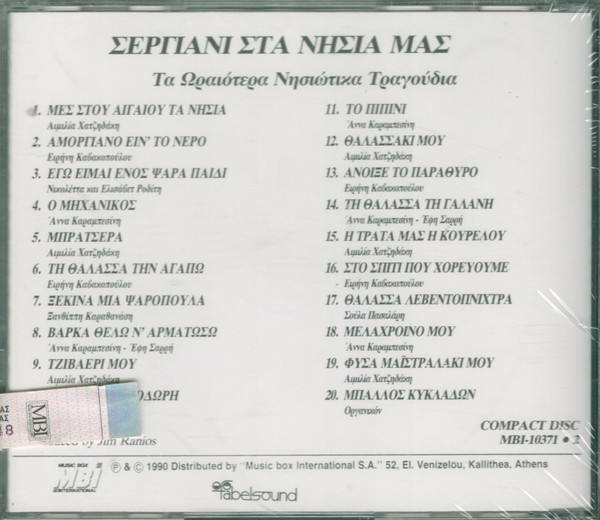 ΣΕΡΓΙΑΝΙ ΣΤΑ ΝΗΣΙΑ ΜΑΣ
Τα Ωραιότερα Νησιώτικα Τραγούδια
1. ΜΕΣ ΣΤΟΥ ΑΙΓΑΙΟΥ ΤΑ ΝΗΣΙΑ
Αιμιλία Χατζηδάκη
2. ΑΜΟΡΓΙΑΝΟ ΕΙΝ' ΤΟ ΝΕΡΟ
Ειρήνη Καβακοπούλου
3. ΕΓΩ ΕΙΜΑΙ ΕΝΟΣ ΨΑΡΑ ΠΑΙΔΙ
Νικολέττα και Ελισάβετ Ροδίτη
4. Ο ΜΗΧΑΝΙΚΟΣ
Άννα Καραμπεσίνη
5. ΜΠΡΑΤΣΕΡΑ
Αιμιλία Χατζηδάκη
6. ΤΗ ΘΑΛΑΣΣΑ ΤΗΝ ΑΓΑΠΩ
Ειρήνη Καβακοπούλου
7. ΞΕΚΙΝΑ ΜΙΑ ΨΑΡΟΠΟΥΛΑ
Ξανθίππη Καραθανάση
8. ΒΑΡΚΑ ΘΕΛΩ Ν' ΑΡΜΑΤΩΣΩ
Άννα Καραμπεσίνη - Έφη Σαρρή
9. ΤΖΙΒΑΕΡΙ ΜΟΥ
Αιμιλία Χατζηδάκη
ΟΔΩΡΗ
11. ΤΟ ΠΙΠΙΝΙ
Άννα Καραμπεσίνη
12. ΘΑΛΑΣΣΑΚΙ ΜΟΥ
Αιμιλία Χατζηδάκη
13. ΑΝΟΙΞΕ ΤΟ ΠΑΡΑΘΥΡΟ
Ειρήνη Καβακοπούλου
14. ΤΗ ΘΑΛΑΣΣΑ ΤΗ ΓΑΛΑΝΗ
Άννα Καραμπεσίνη - Έφη Σαρρή
15. Η ΤΡΑΤΑ ΜΑΣ Η ΚΟΥΡΕΛΟΥ
Αιμιλία Χατζηδάκη
16. ΣΤΟ ΣΠΙΤΙ ΠΟΥ ΧΟΡΕΥΟΥΜΕ
Ειρήνη Καβακοπούλου
17. ΘΑΛΑΣΣΑ ΛΕΒΕΝΤΟΠΝΙΧΤΡΑ
Σούλα Πασαλάρη
18. ΜΕΛΑΧΡΟΙΝΟ ΜΟΥ
Άννα Καραμπεσίνη
19. ΦΥΣΑ ΜΑΪΣΤΡΑΛΑΚΙ ΜΟΥ
Αιμιλία Χατζηδάκη
20. ΜΠΑΛΛΟΣ ΚΥΚΛΑΔΩΝ
Οργανικόν
MBI
by Jim Ranios
COMPACT DISC
MBI-10371 • 2
MUSIC BOX
MBI
INTERNATIONAL
℗ & © 1990 Distributed by "Music box International S.A." 52, El. Venizelou, Kallithea, Athens
labelsound